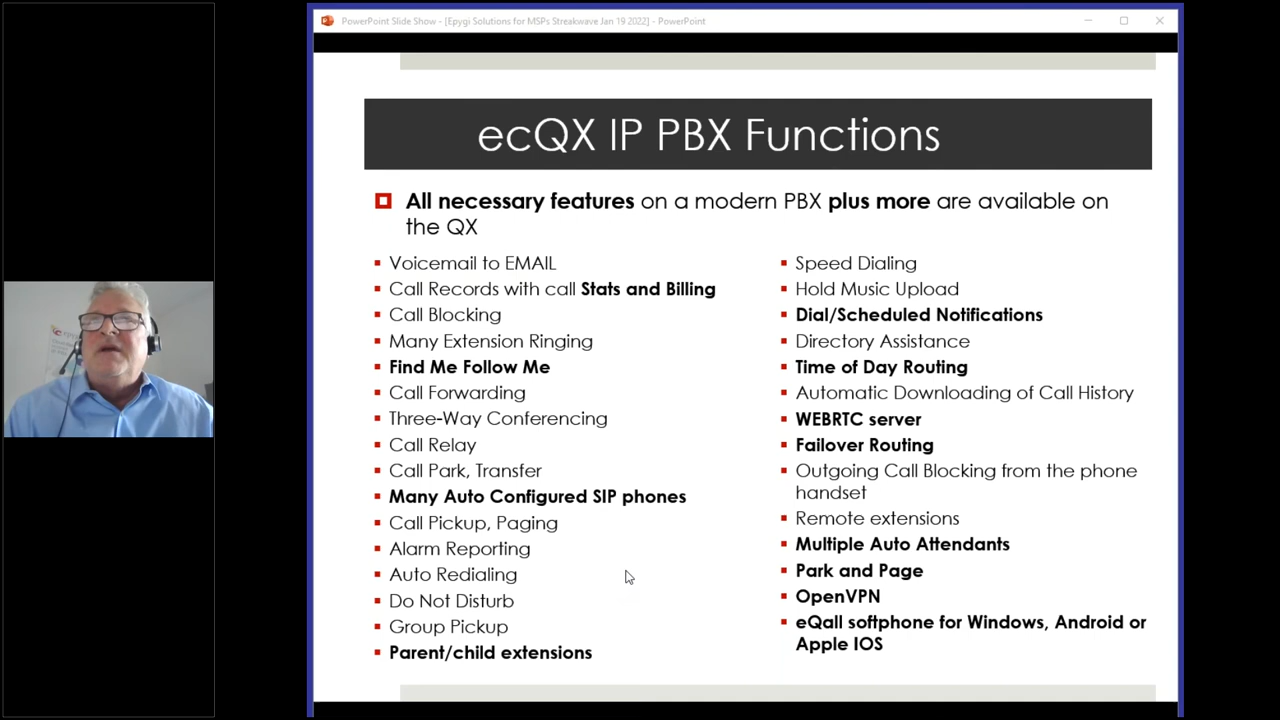 PowerPoint Slide Show - [Epygi Solutions for MSPs Streakwave Jan 19 2022] - PowerPoint
ecQX IP PBX Functions
All necessary features on a modern PBX plus more are available on
the QX
Voicemail to EMAIL
Call Records with call Stats and Billing
Call Blocking
Many Extension Ringing
Find Me Follow Me
Call Forwarding
Three-Way Conferencing
Call Relay
Call Park, Transfer
Many Auto Configured SIP phones
Call Pickup, Paging
Alarm Reporting
Auto Redialing
Do Not Disturb
Group Pickup
Parent/child extensions
Speed Dialing
Hold Music Upload
Dial/Scheduled Notifications
Directory Assistance
Time of Day Routing
Automatic Downloading of Call History
WEBRTC server
Failover Routing
Outgoing Call Blocking from the phone
handset
Remote extensions
Multiple Auto Attendants
Park and Page
OpenVPN
eQall softphone for Windows, Android or
Apple IOS